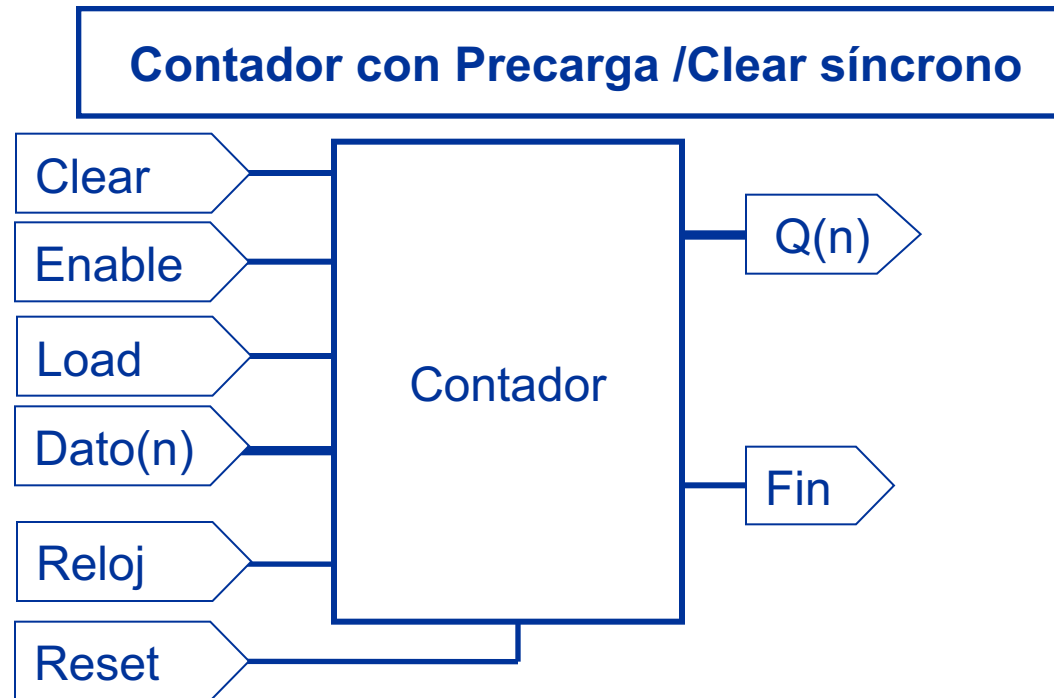 Contador con Precarga /Clear síncrono
Clear
Enable
Load
Dato(n)
Reloj
Reset
Contador
Q(n)
Fin